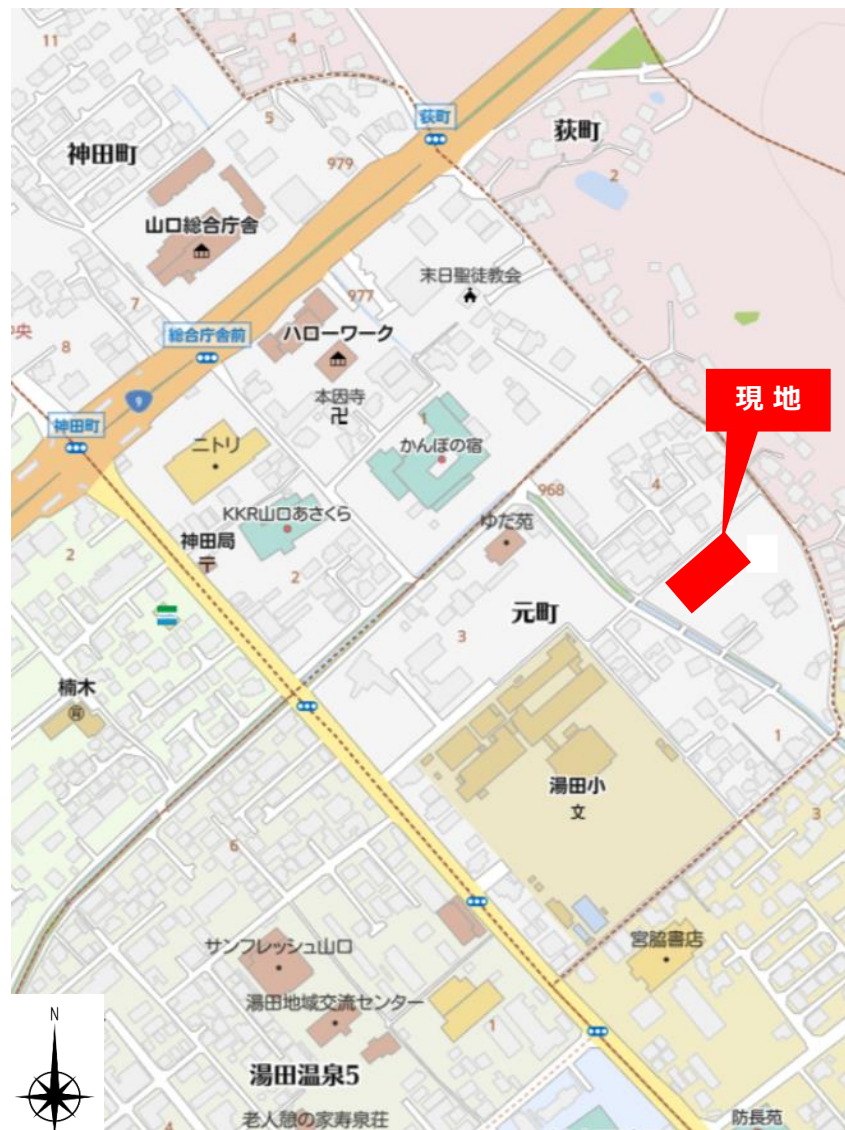 11
4
5
荻町
神田町
979
荻町
2
山口総合庁舎
末日聖徒教会
977
7
総合庁舎前
ハローワーク
央
8
現 地
本因寺
9
1
神田町
ニトリ
かんぽの宿
4
968
KKR山口あさくら
ゆだ苑
神田局
2
2
元町
3
楠木
1
湯田小
文
3
6
サンフレッシュ山口
宮脇書店
湯田地域交流センター
N
1
湯田温泉5
老人憩の家寿泉荘
防長苑
4